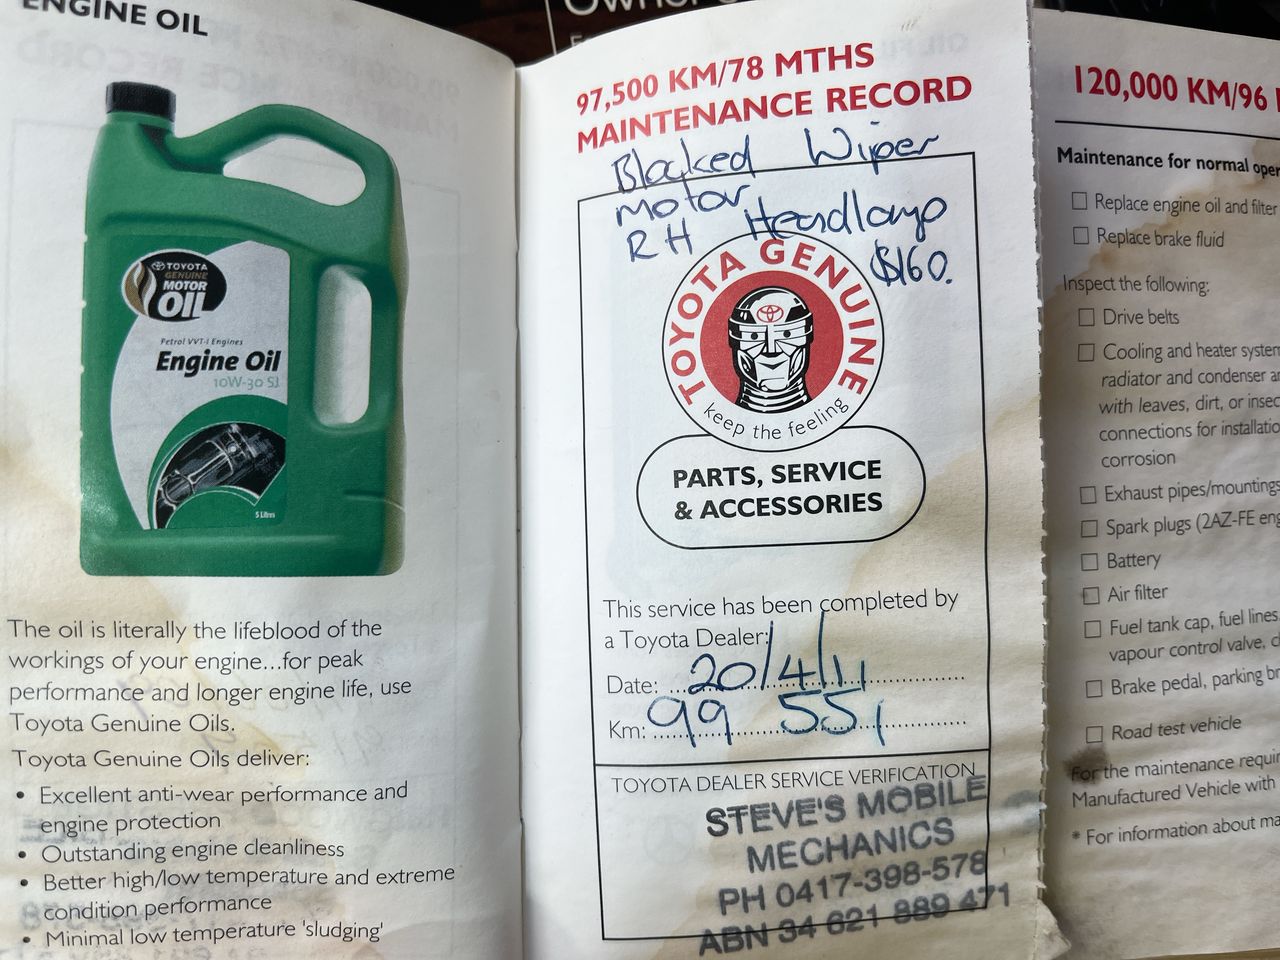 ENGINE OIL
TOYOTA
GENUINE
MOTOR
OIL
Petrol VVT-i Engines
Engine Oil
10W-30 SJ
5 Litres
The oil is literally the lifeblood of the
workings of your engine...for peak
performance and longer engine life, use
Toyota Genuine Oils.
Toyota Genuine Oils deliver:
• Excellent anti-wear performance and
engine protection
• Outstanding engine cleanliness
• Better high/low temperature and extreme
condition performance
• Minimal low temperature 'sludging'
97,500 KM/78 MTHS
MAINTENANCE RECORD
Blocked Wiper
motor
RH Headlamp
$160.
TOYOTA GENUINE
keep the feeling
PARTS, SERVICE
& ACCESSORIES
This service has been completed by
a Toyota Dealer:
Date: 20/4/11
Km: 99 551
TOYOTA DEALER SERVICE VERIFICATION
STEVE'S MOBILE
MECHANICS
PH 0417-398-578
ABN 34 621 889 471
120,000 KM/96
Maintenance for normal
Replace engine oil and filter
Replace brake fluid
Inspect the following:
Drive belts
Cooling and heater system
radiator and condenser
with leaves, dirt, or
connections for
corrosion
Exhaust pipes/mountings
Spark plugs (2AZ-FE
Battery
Air filter
Fuel tank cap, fuel lines,
vapour control valve,
Brake pedal, parking
Road test vehicle
For the maintenance
Manufactured Vehicle with
* For information about